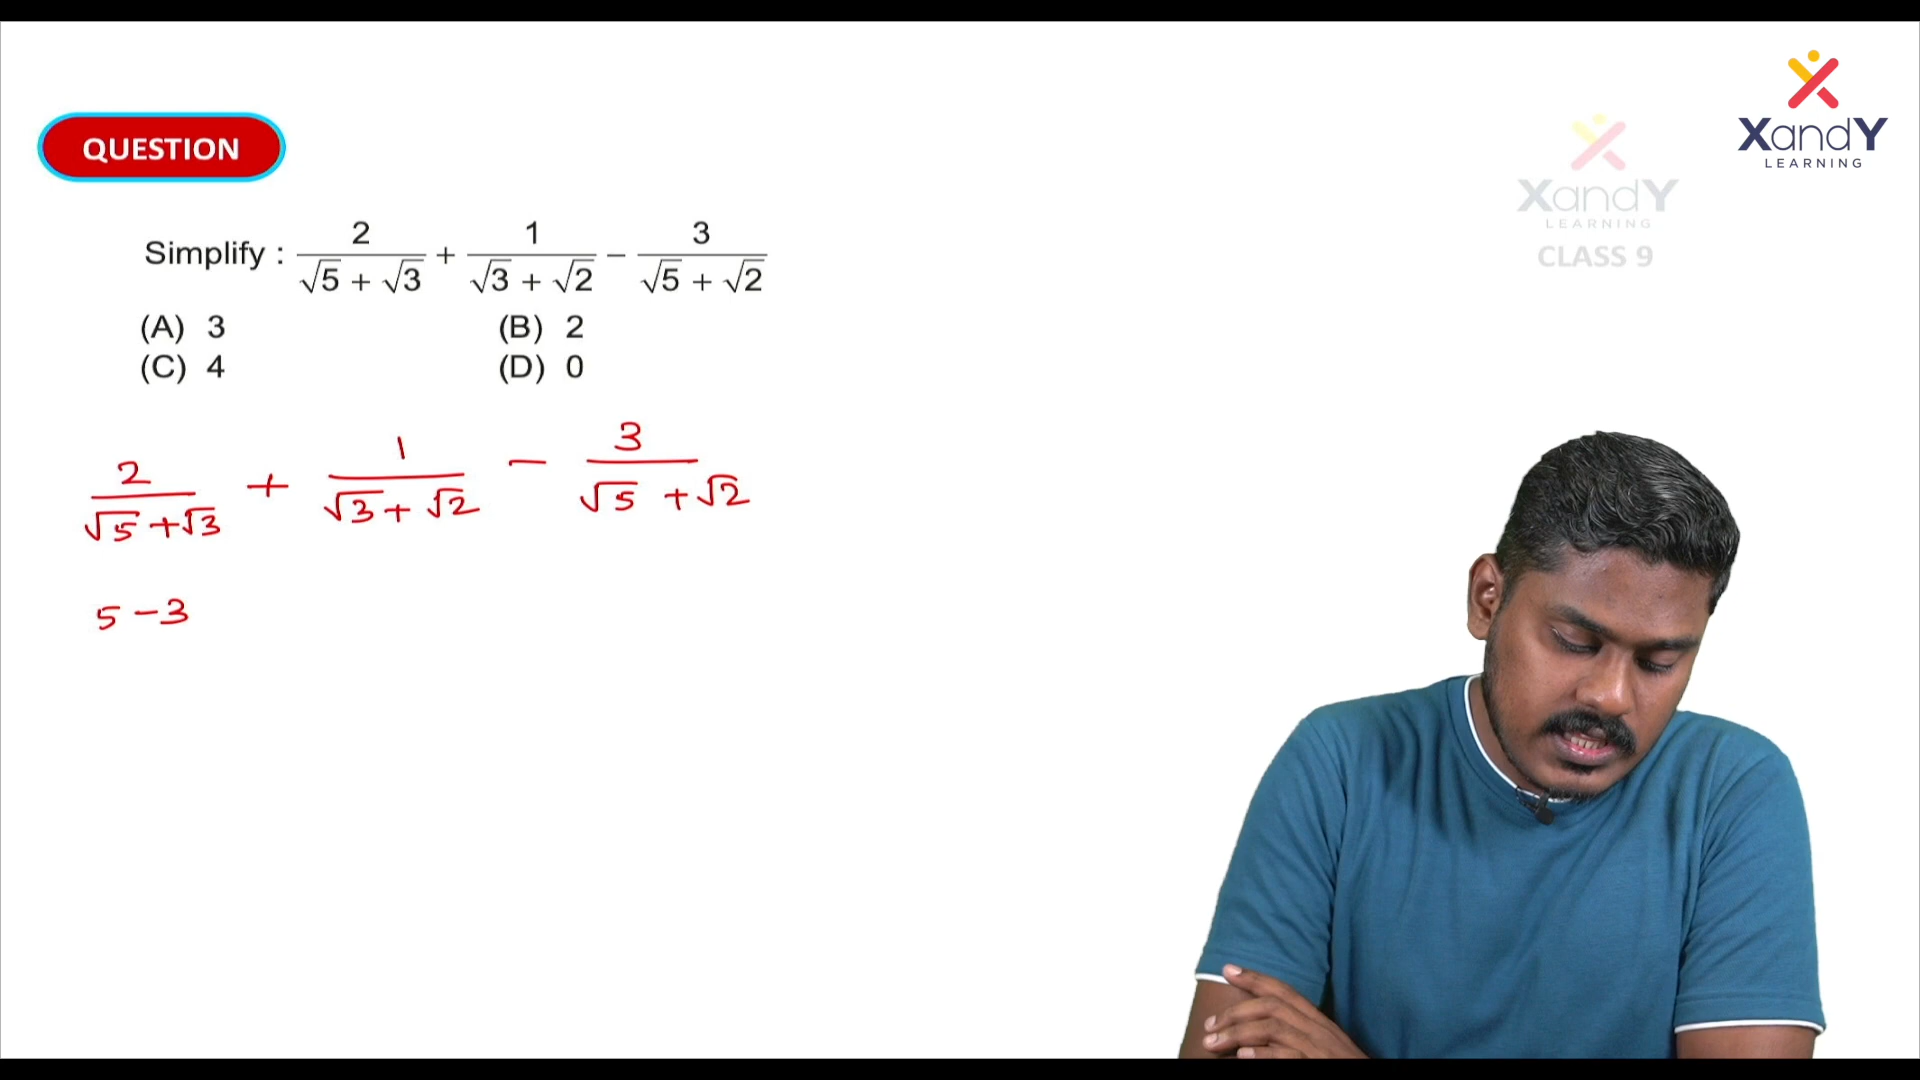 XandY
LEARNING
QUESTION
XandY
LEARNING
CLASS 9
Simplify : 2/(√5 + √3) + 1/(√3 + √2) − 3/(√5 + √2)
(A) 3 (B) 2
(C) 4 (D) 0
2/(√5 + √3) + 1/(√3 + √2) − 3/(√5 + √2)
5 − 3